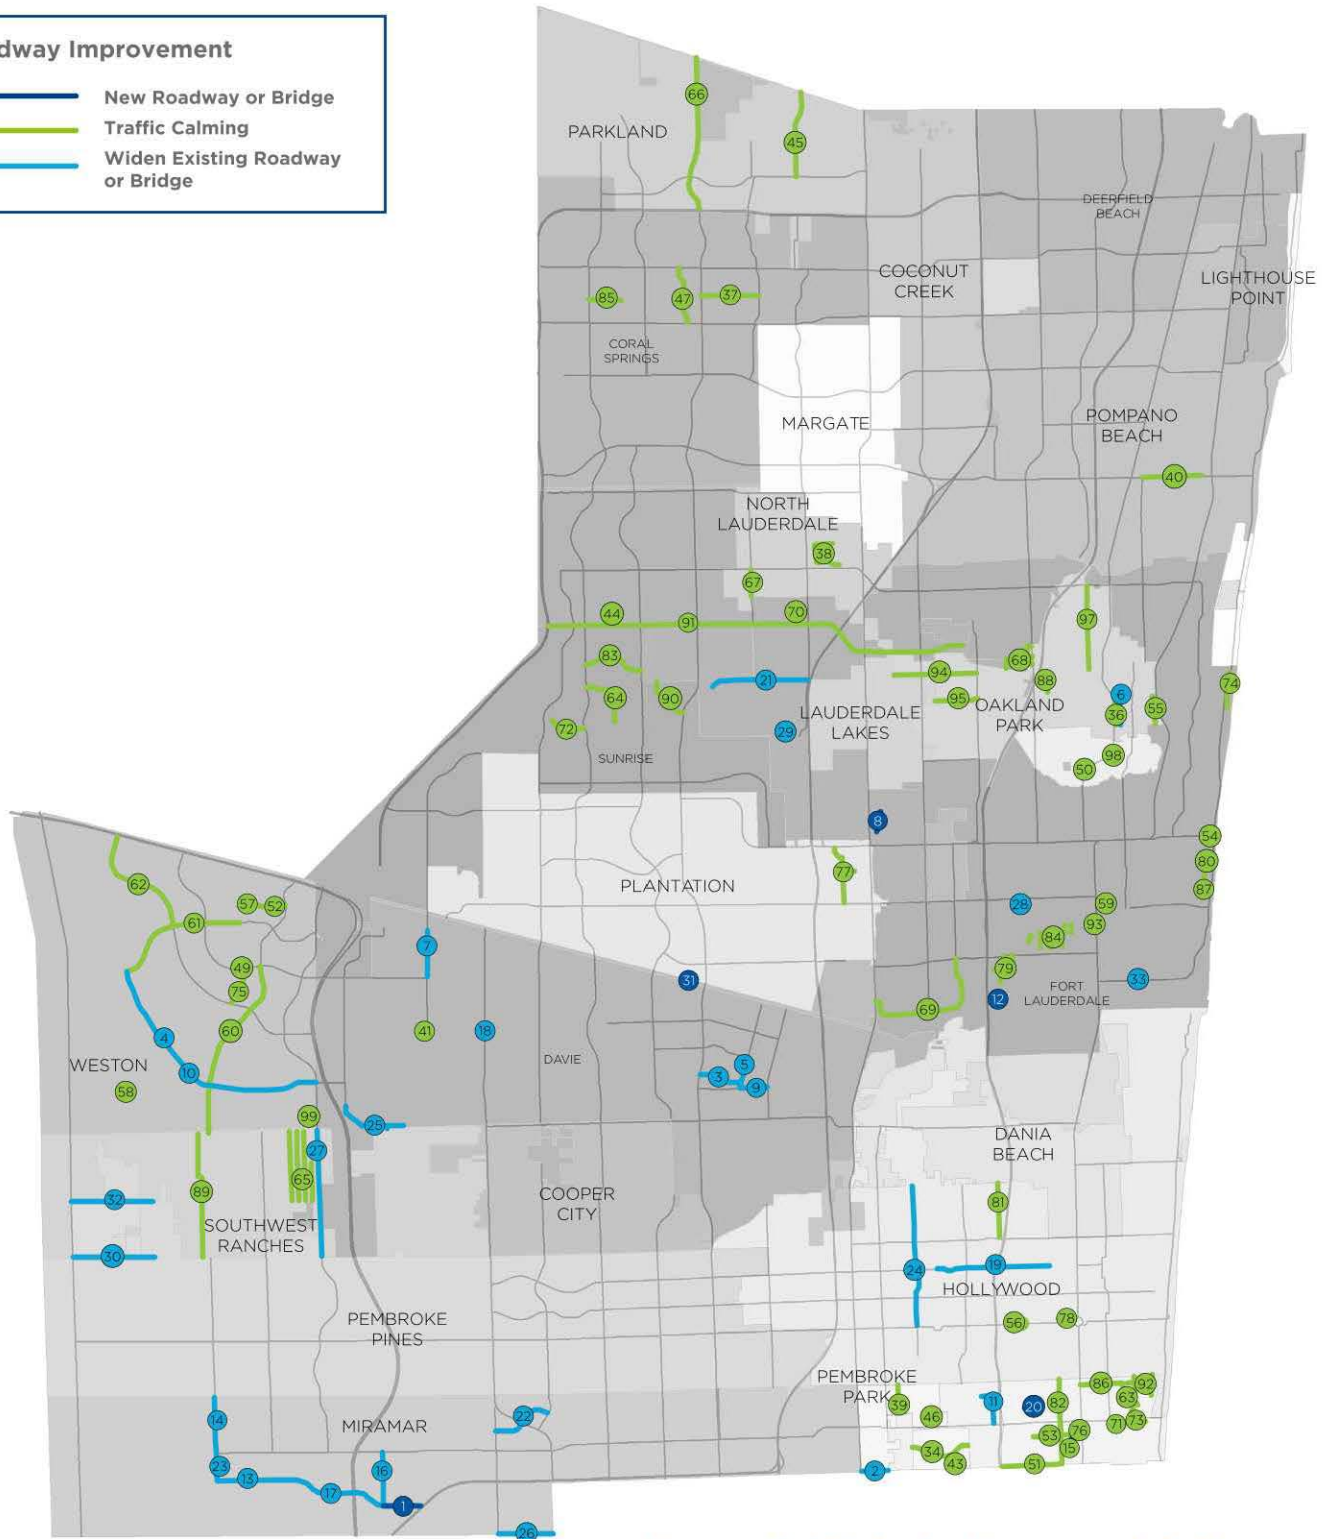 dway Improvement
New Roadway or Bridge
Traffic Calming
Widen Existing Roadway
or Bridge
66
PARKLAND
45
DEERFIELD
BEACH
COCONUT
CREEK
LIGHTHOUSE
POINT
85
47
37
CORAL
SPRINGS
MARGATE
POMPANO
BEACH
40
NORTH
LAUDERDALE
38
67
44
91
70
97
83
68
94
21
88
74
64
90
95
6
OAKLAND
PARK
36
55
LAUDERDALE
LAKES
72
29
SUNRISE
98
50
8
54
80
77
PLANTATION
62
87
57
52
28
59
61
93
84
7
49
79
31
33
75
FORT
LAUDERDALE
12
69
60
41
18
4
DAVIE
WESTON
5
10
3
9
58
99
25
DANIA
BEACH
27
65
89
32
COOPER
CITY
81
SOUTHWEST
RANCHES
30
24
19
HOLLYWOOD
PEMBROKE
PINES
56
78
PEMBROKE
PARK
86
92
63
39
11
20
82
14
MIRAMAR
22
46
71
73
76
53
15
34
43
51
23
13
16
2
17
1
26